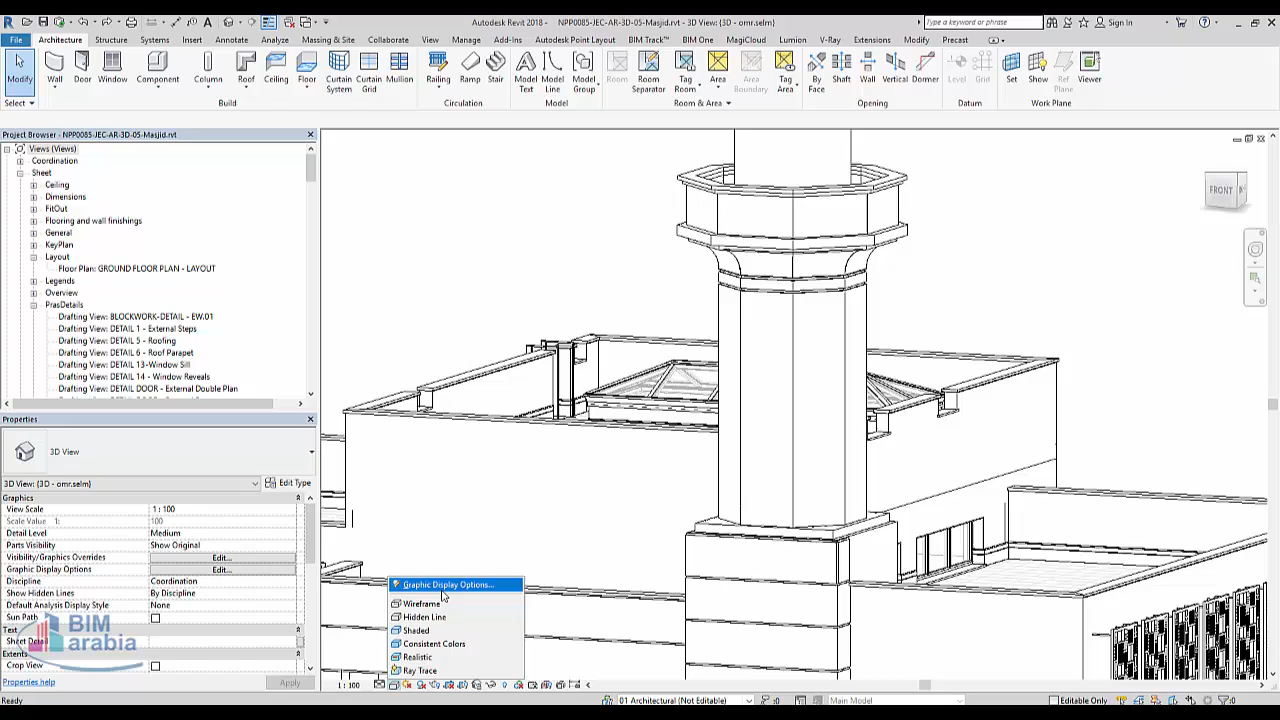 Autodesk Revit 2018 - NPP0085-JEC-AR-3D-05-Masjid.rvt - 3D View: {3D - omr.selm}
Type a keyword or phrase
Sign In
File Architecture Structure Systems Insert Annotate Analyze Massing & Site Collaborate View Manage Add-Ins Autodesk Point Layout BIM Track™ BIM One MagiCloud Lumion V-Ray Extensions Modify Precast
Modify Wall Door Window Component Column Roof Ceiling Floor Curtain System Curtain Grid Mullion Railing Ramp Stair Model Text Model Line Model Group Room Room Separator Tag Room Area Area Boundary Tag Area By Face Shaft Wall Vertical Dormer Level Grid Set Show Ref Plane Viewer
Select Build Circulation Model Room & Area Opening Datum Work Plane
Project Browser - NPP0085-JEC-AR-3D-05-Masjid.rvt
Views (Views)
Coordination
Sheet
Ceiling
Dimensions
FitOut
Flooring and wall finishings
General
KeyPlan
Layout
Floor Plan: GROUND FLOOR PLAN - LAYOUT
Legends
Overview
PrasDetails
Drafting View: BLOCKWORK-DETAIL - EW.01
Drafting View: DETAIL 1 - External Steps
Drafting View: DETAIL 5 - Roofing
Drafting View: DETAIL 6 - Roof Parapet
Drafting View: DETAIL 13-Window Sill
Drafting View: DETAIL 14 - Window Reveals
Drafting View: DETAIL DOOR - External Double Plan
FRONT
Properties
3D View
3D View: {3D - omr.selm} Edit Type
Graphics
View Scale 1 : 100
Scale Value 1: 100
Detail Level Medium
Parts Visibility Show Original
Visibility/Graphics Overrides Edit...
Graphic Display Options Edit...
Discipline Coordination
Show Hidden Lines By Discipline
Default Analysis Display Style None
Sun Path
Text
Sheet Detail
Extents
Crop View
BIM
arabia
Properties help Apply
Graphic Display Options...
Wireframe
Hidden Line
Shaded
Consistent Colors
Realistic
Ray Trace
1 : 100
Ready
01 Architectural (Not Editable)
:0
Main Model
Editable Only
:0